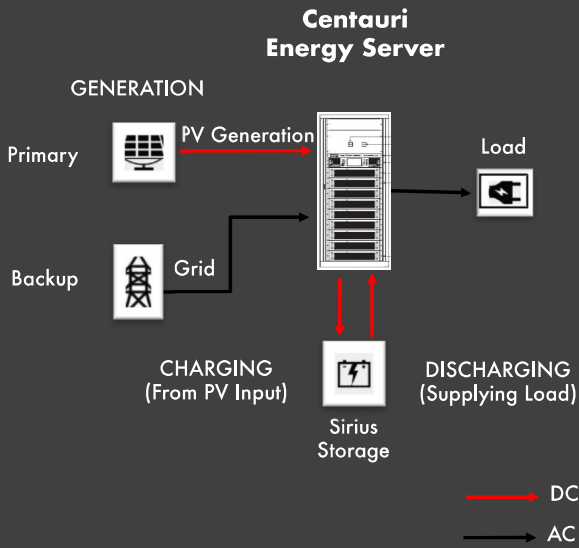 Centauri
Energy Server
GENERATION
Primary
PV Generation
Load
Backup
Grid
CHARGING
(From PV Input)
DISCHARGING
(Supplying Load)
Sirius
Storage
DC
AC